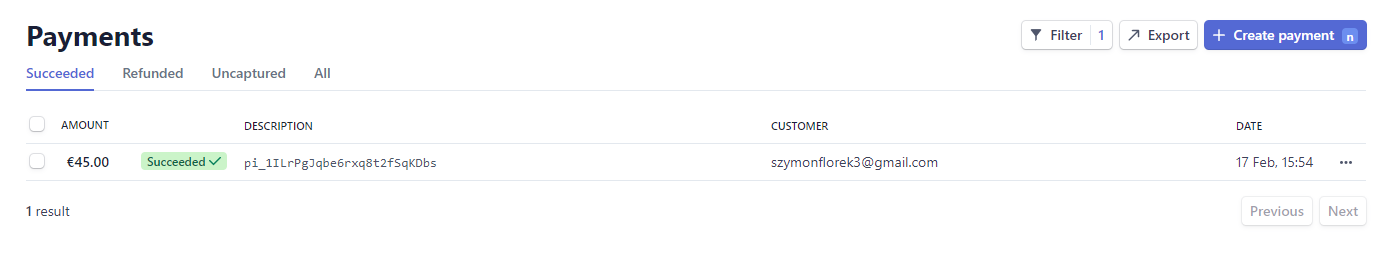 Payments
Filter 1 Export + Create payment n
Succeeded Refunded Uncaptured All
AMOUNT DESCRIPTION CUSTOMER DATE
€45.00 Succeeded ✓ pi_1ILrPgJqbe6rxq8t2fSqKDbs szymonflorek3@gmail.com 17 Feb, 15:54 •••
1 result Previous Next